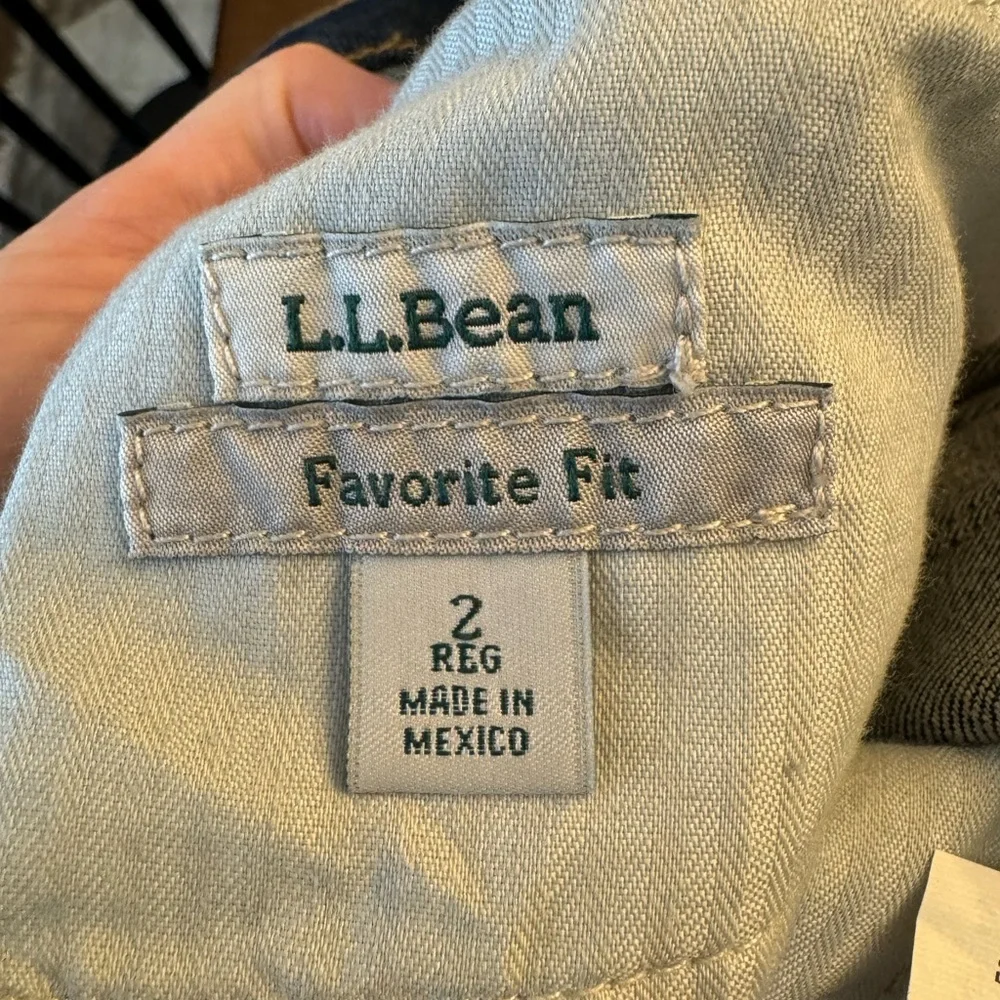 L.L.Bean
Favorite Fit
2
REG
MADE IN
MEXICO